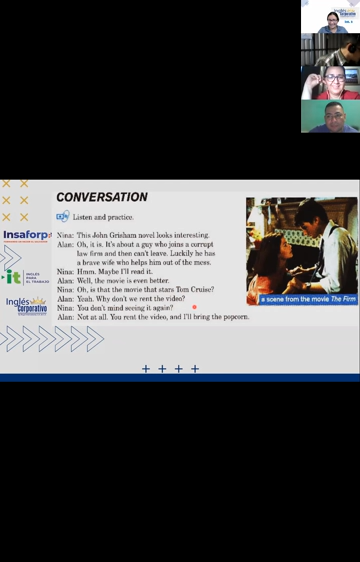 Inglés
Corporativo
CONVERSATION
Listen and practice.
Nina: This John Grisham novel looks interesting.
Alan: Oh, it is. It's about a guy who joins a corrupt
law firm and then can't leave. Luckily he has
a brave wife who helps him out of the mess.
Nina: Hmm. Maybe I'll read it.
Alan: Well, the movie is even better.
Nina: Oh, is that the movie that stars Tom Cruise?
Alan: Yeah. Why don't we rent the video?
Nina: You don't mind seeing it again?
Alan: Not at all. You rent the video, and I'll bring the popcorn.
a scene from the movie The Firm
Insaforp
it
INGLÉS
PARA
EL TRABAJO
Inglés
Corporativo